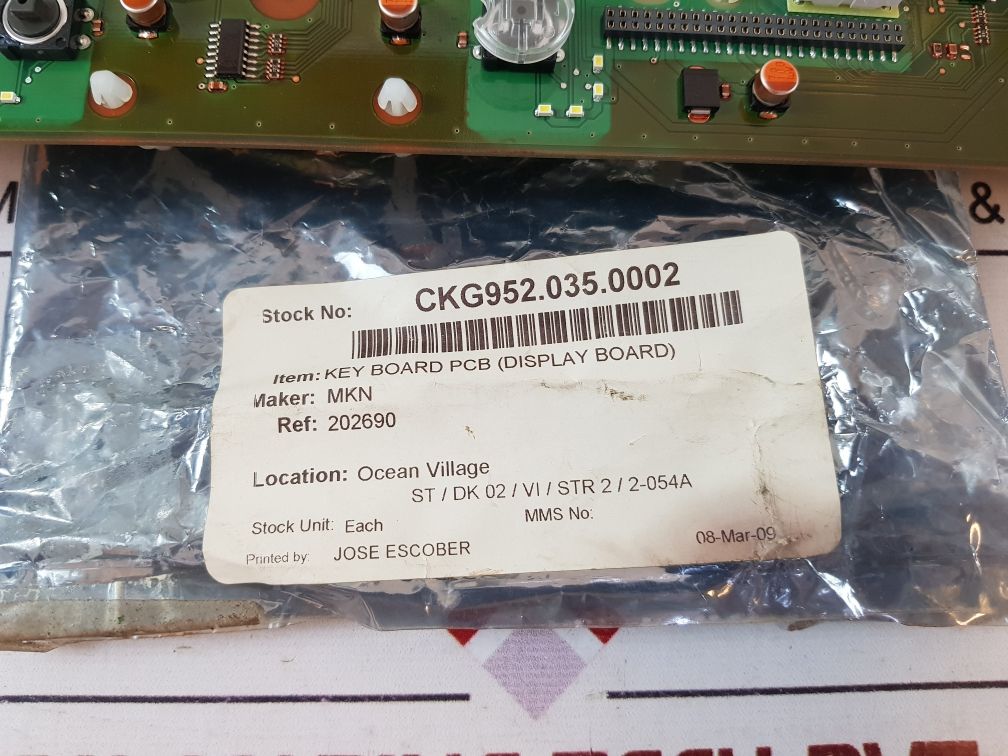 M
&
Stock No: CKG952.035.0002
Item: KEY BOARD PCB (DISPLAY BOARD)
Maker: MKN
Ref: 202690
Location: Ocean Village
ST / DK 02 / VI / STR 2 / 2-054A
Stock Unit: Each
MMS No:
Printed by: JOSE ESCOBER
08-Mar-09